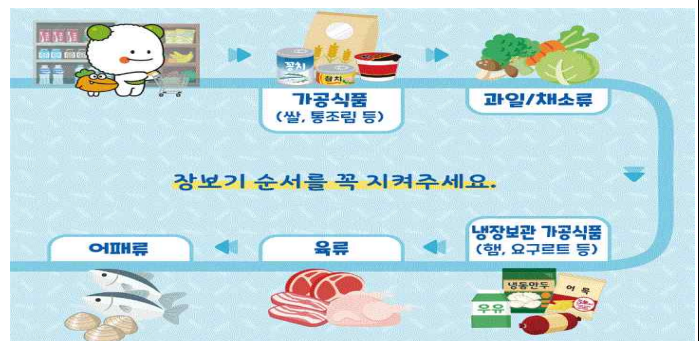 꽁치
참치
가공식품
(쌀, 통조림 등)
과일/채소류
장보기 순서를 꼭 지켜주세요.
냉장보관 가공식품
(햄, 요구르트 등)
육류
어패류
냉동만두
어묵
우유